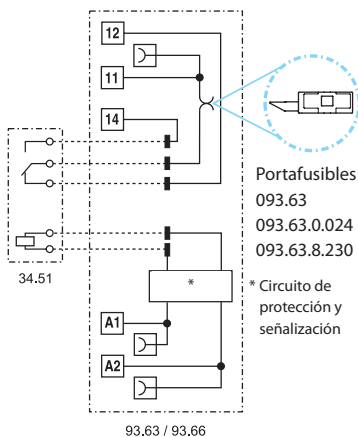 12
11
14
34.51
Portafusibles
093.63
093.63.0.024
093.63.8.230
*
* Circuito de
protección y
señalización
A1
A2
93.63 / 93.66